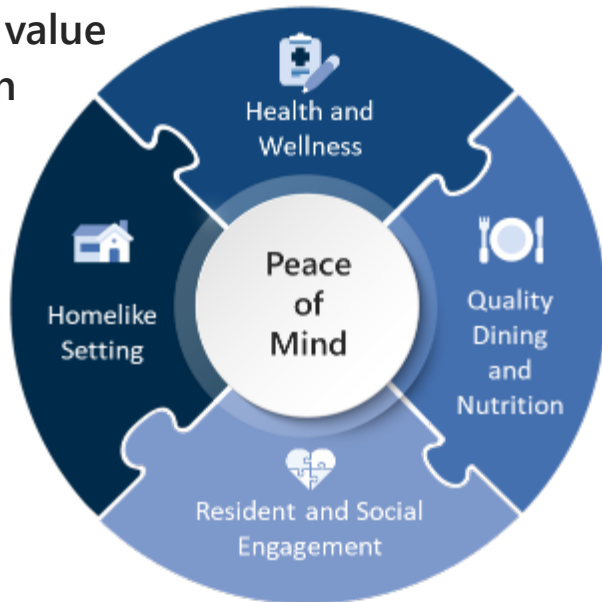 value
n
Health and
Wellness
Homelike
Setting
Peace
of
Mind
Quality
Dining
and
Nutrition
Resident and Social
Engagement